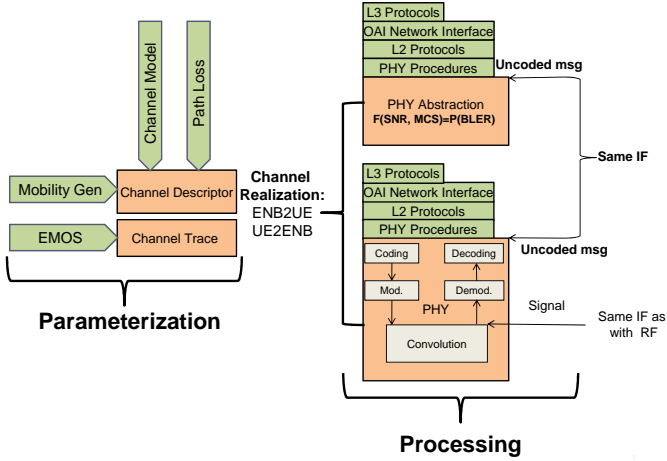 Channel Model
Path Loss
Mobility Gen
Channel Descriptor
EMOS
Channel Trace
Parameterization
Channel
Realization:
ENB2UE
UE2ENB
L3 Protocols
OAI Network Interface
L2 Protocols
PHY Procedures
Uncoded msg
PHY Abstraction
F(SNR, MCS)=P(BLER)
Same IF
L3 Protocols
OAI Network Interface
L2 Protocols
PHY Procedures
Uncoded msg
Coding
Decoding
Mod.
Demod.
PHY
Signal
Convolution
Same IF as
with RF
Processing